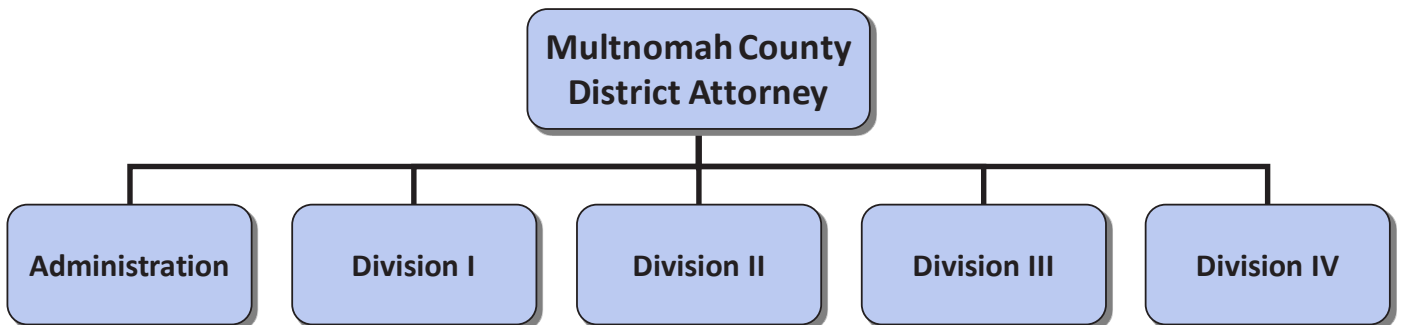 Multnomah County
District Attorney
Administration
Division I
Division II
Division III
Division IV